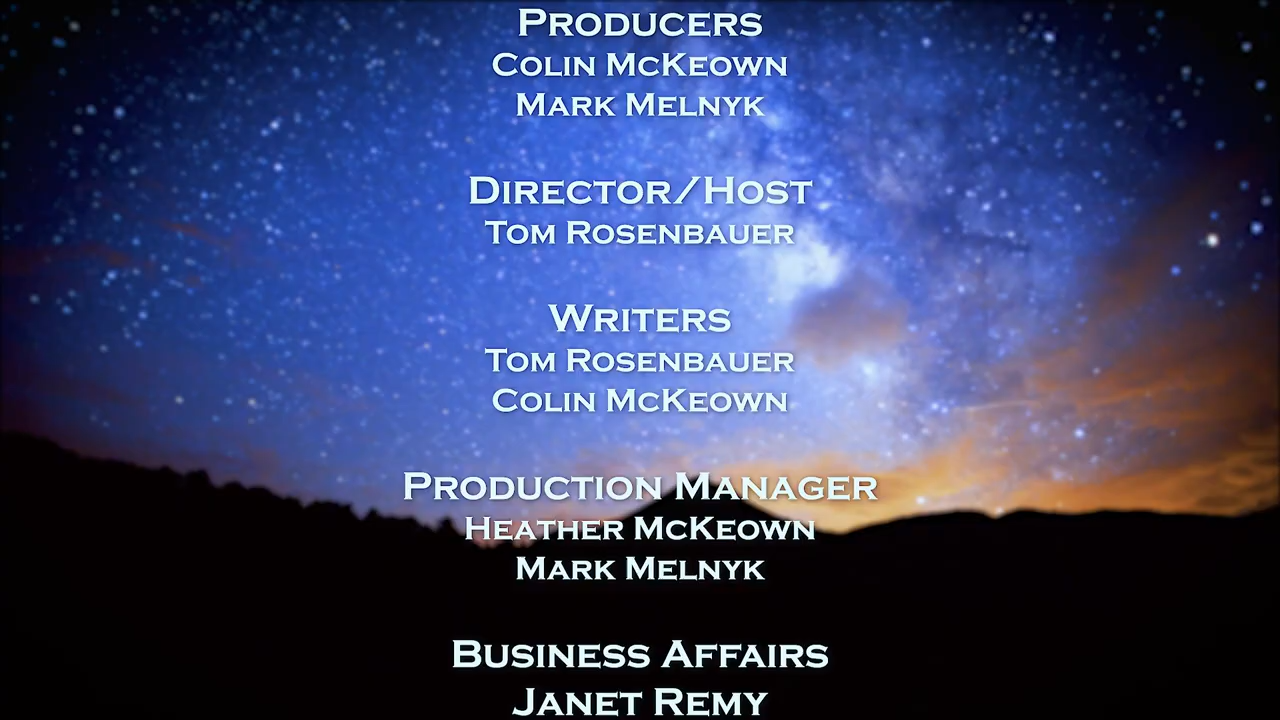 Producers
Colin McKeown
Mark Melnyk
Director/Host
Tom Rosenbauer
Writers
Tom Rosenbauer
Colin McKeown
Production Manager
Heather McKeown
Mark Melnyk
Business Affairs
Janet Remy